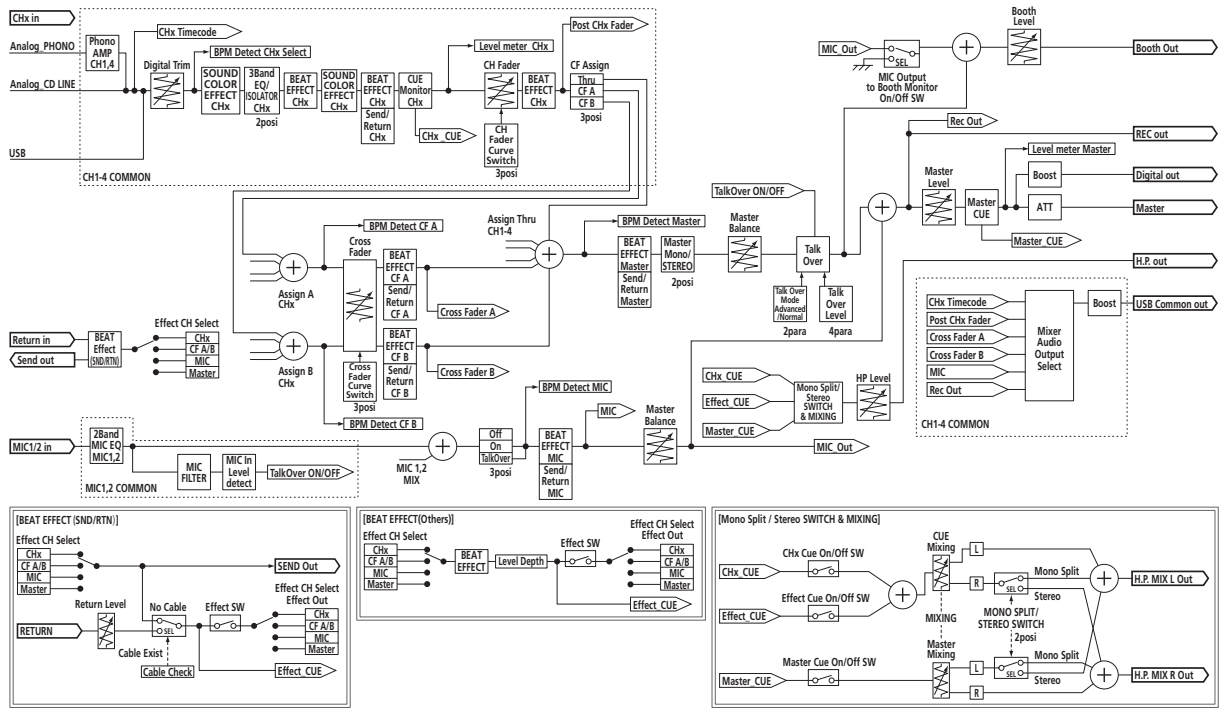 CHx in
Analog_PHONO
Phono
AMP
CH1,4
CHx Timecode
BPM Detect CHx Select
Digital Trim
Analog_CD LINE
SOUND
COLOR
EFFECT
CHx
3Band
EQ/
ISOLATOR
CHx
2posi
BEAT
EFFECT
CHx
SOUND
COLOR
EFFECT
CHx
BEAT
EFFECT
CHx
Send/
Return
CHx
CUE
Monitor
CHx
CHx _CUE
Level meter_CHx
CH Fader
CH
Fader
Curve
Switch
3posi
BEAT
EFFECT
CHx
Post CHx Fader
CF Assign
Thru
CF A
CF B
3posi
USB
CH1-4 COMMON
MIC_Out
SEL
MIC Output
to Booth Monitor
On/Off SW
Booth
Level
Booth Out
Rec Out
REC out
Level meter Master
Master
Level
Master
CUE
Boost
Digital out
ATT
Master
Master_CUE
TalkOver ON/OFF
BPM Detect CF A
Assign A
CHx
Cross
Fader
BEAT
EFFECT
CF A
Send/
Return
CF A
Cross Fader A
Assign Thru
CH1-4
BPM Detect Master
BEAT
EFFECT
Master
Send/
Return
Master
Master
Mono/
STEREO
2posi
Master
Balance
Talk
Over
Talk Over
Mode
Advanced
/Normal
2para
Talk
Over
Level
4para
H.P. out
Return in
Send out
BEAT
Effect
(SND/RTN)
Effect CH Select
CHx
CF A/B
MIC
Master
Assign B
CHx
Cross
Fader
Curve
Switch
3posi
BEAT
EFFECT
CF B
Send/
Return
CF B
Cross Fader B
BPM Detect CF B
CHx_CUE
Effect_CUE
Master_CUE
Mono Split/
Stereo
SWITCH
& MIXING
HP Level
CHx Timecode
Post CHx Fader
Cross Fader A
Cross Fader B
MIC
Rec Out
Mixer
Audio
Output
Select
Boost
USB Common out
CH1-4 COMMON
MIC1/2 in
2Band
MIC EQ
MIC1,2
MIC
FILTER
MIC In
Level
detect
TalkOver ON/OFF
MIC1,2 COMMON
MIC 1,2
MIX
Off
On
TalkOver
3posi
BPM Detect MIC
BEAT
EFFECT
MIC
Send/
Return
MIC
MIC
Master
Balance
MIC_Out
[BEAT EFFECT (SND/RTN)]
Effect CH Select
CHx
CF A/B
MIC
Master
SEND Out
Return Level
RETURN
No Cable
SEL
Cable Exist
Cable Check
Effect SW
Effect CH Select
Effect Out
CHx
CF A/B
MIC
Master
Effect_CUE
[BEAT EFFECT(Others)]
Effect CH Select
CHx
CF A/B
MIC
Master
BEAT
EFFECT
Level Depth
Effect SW
Effect CH Select
Effect Out
CHx
CF A/B
MIC
Master
Effect_CUE
[Mono Split / Stereo SWITCH & MIXING]
CHx Cue On/Off SW
CHx_CUE
Effect Cue On/Off SW
Effect_CUE
Master Cue On/Off SW
Master_CUE
CUE
Mixing
MIXING
Master
Mixing
L
R
SEL
Mono Split
Stereo
MONO SPLIT/
STEREO SWITCH
2posi
L
R
SEL
Mono Split
Stereo
H.P. MIX L Out
H.P. MIX R Out